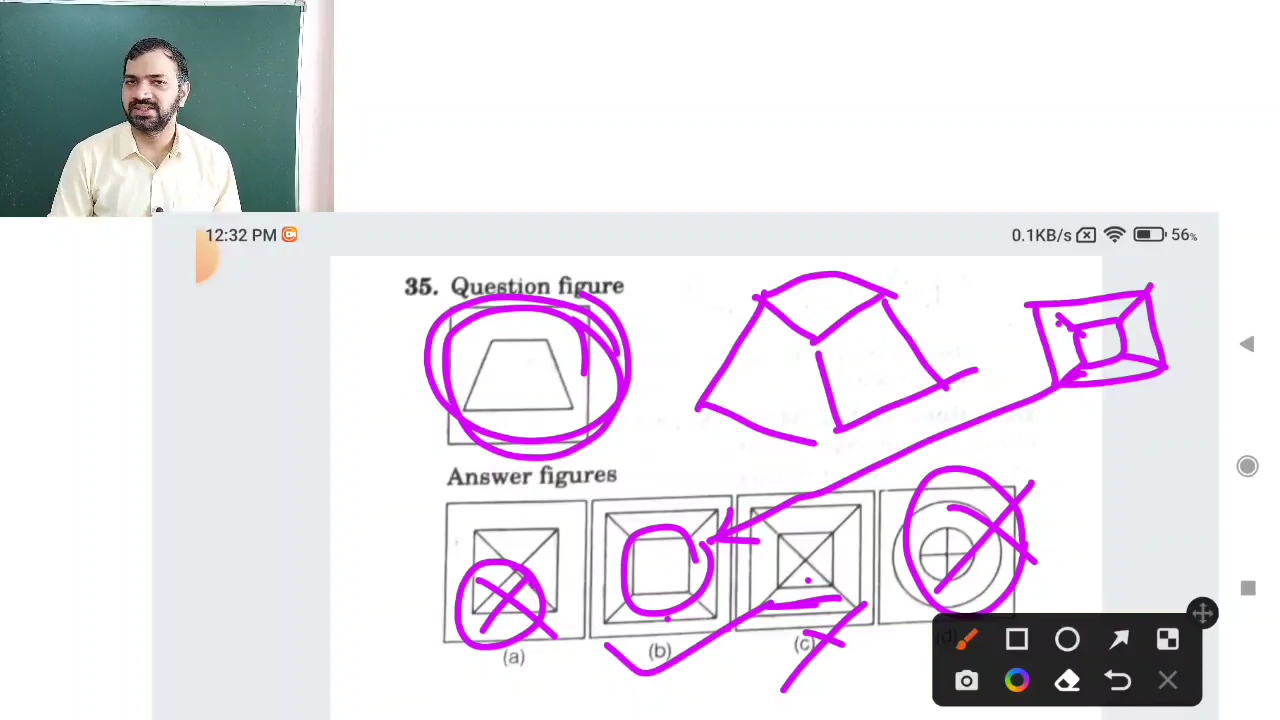 12:32 PM
0.1KB/s 56%
35. Question figure
Answer figures
(a) (b) (c) (d)